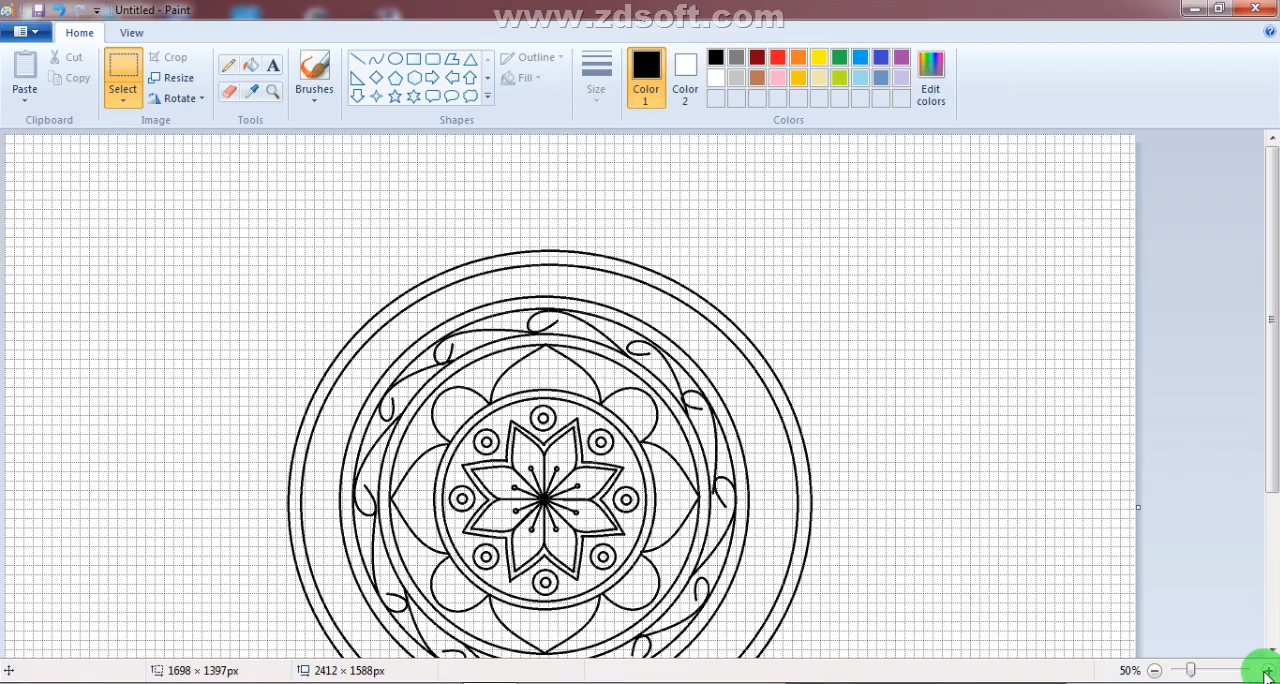 Untitled - Paint
www.zdsoft.com
Home
View
Cut
Copy
Paste
Clipboard
Crop
Resize
Rotate
Select
Image
Tools
Brushes
Shapes
Outline
Fill
Size
Color 1
Color 2
Edit colors
Colors
1698 × 1397px
2412 × 1588px
50%